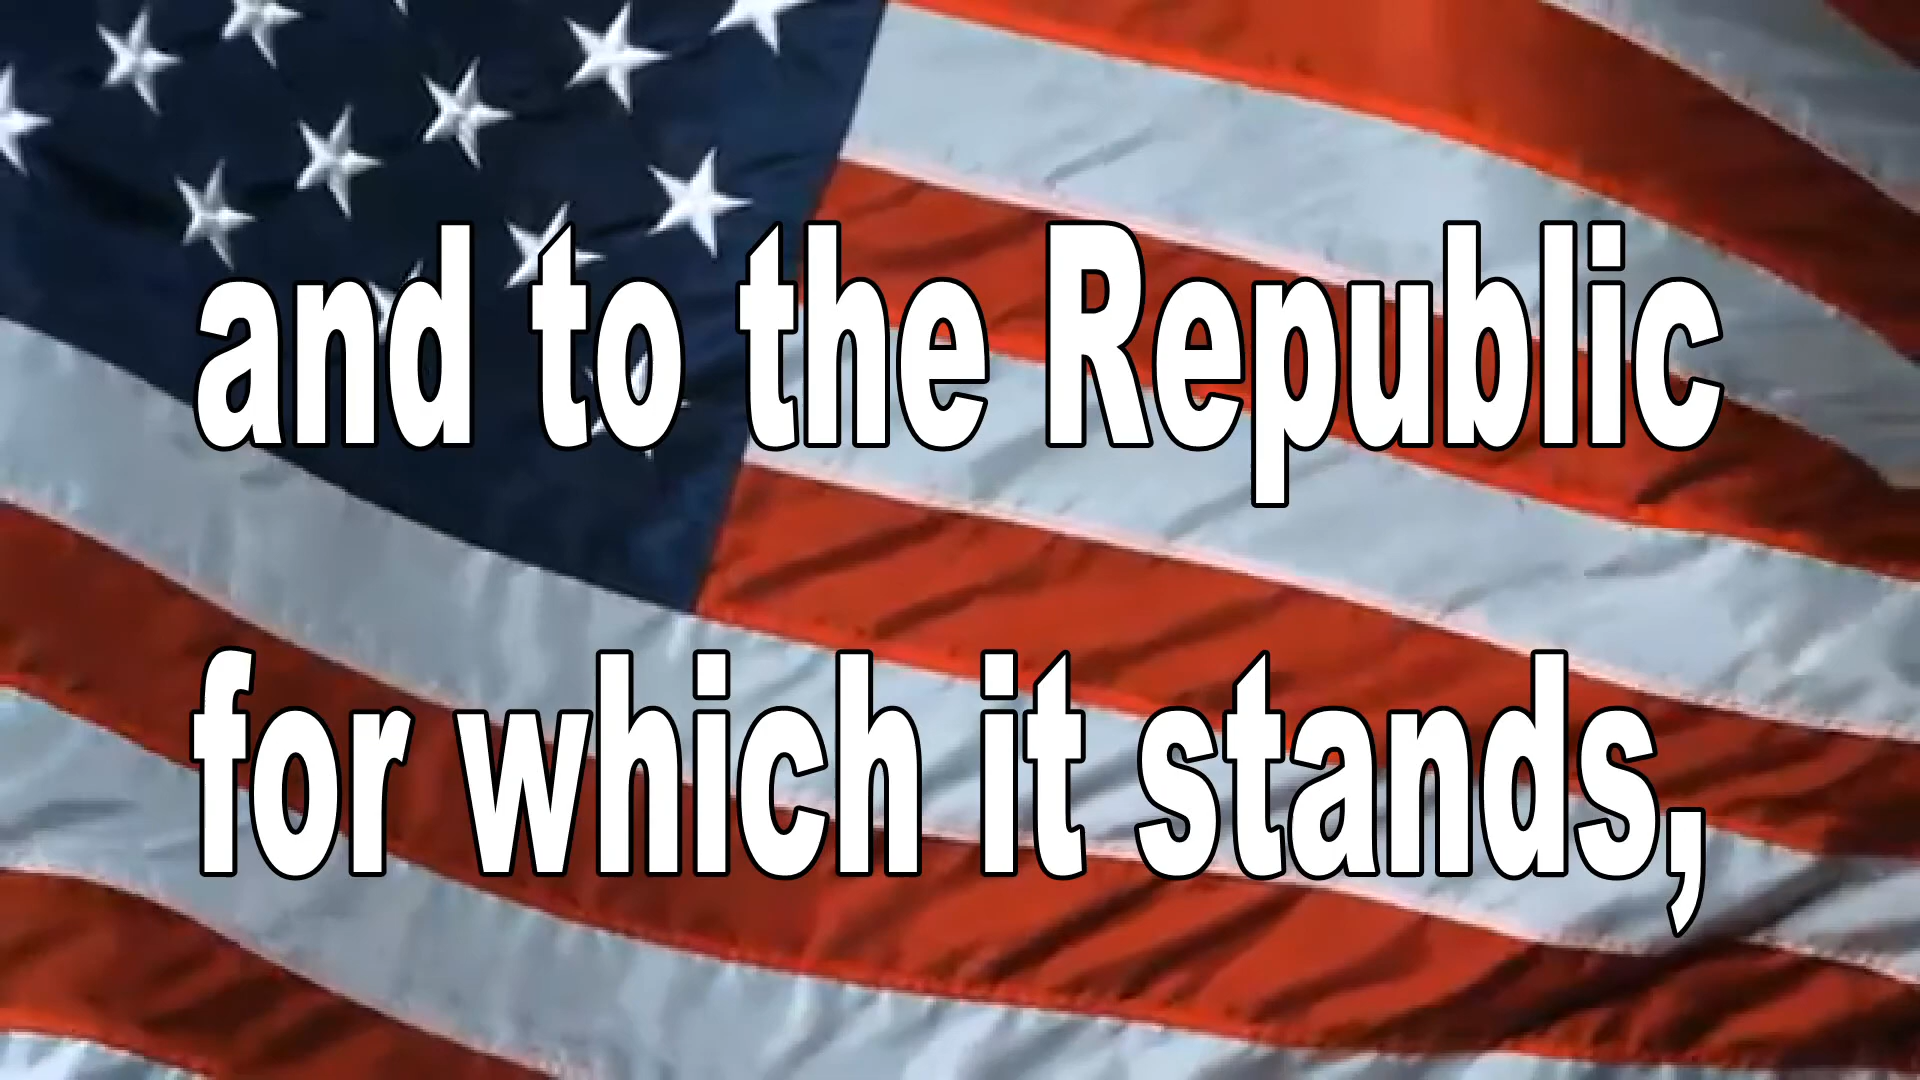 and to the Republic
for which it stands,